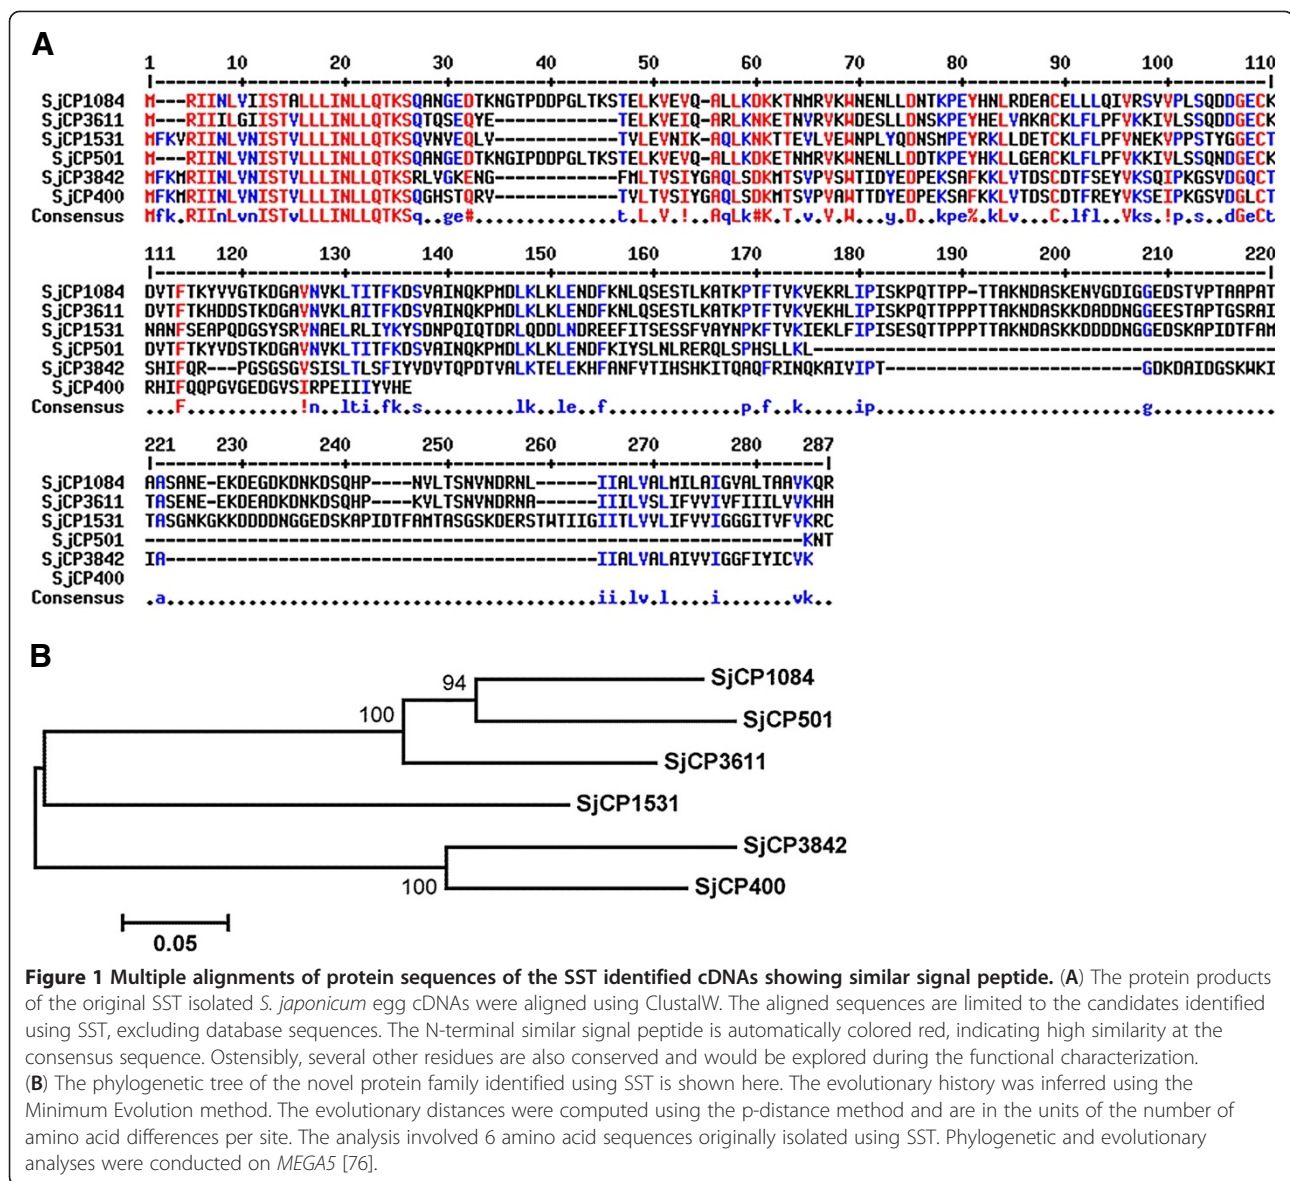 A
1 10 20 30 40 50 60 70 80 90 100 110
SjCP1084 M---RIINLVIISTALLLINLLQTKSQANGEDTKNGTPDDPGLTKSTELKVEVQ-ALLKDKKTNMRVKWNENLLDNTKPEYHNLRDEACELLLQIVRSVVPLSQDDGECK
SjCP3611 M---RIIILGIISTVLLLINLLQTKSQTQSEQYE------------TVLKVEIQ-ARLKNKETNVRVKWDESLLDNSKPEYHELVAKACKLFLPFVKKIVLSSQDDGECK
SjCP1531 MFKVRIINLVNISTVLLLINLLQTKSQVNVEQLV------------TVLEVNIK-AQLKNKTTEVLVEWNPLYQDNSMPEYRKLLDETCKLFLPFVNEKVPPSTYGGECT
SjCP501 M---RIINLVNISTVLLLINLLQTKSQANGEDTKNGIPDDPGLTKSTELKVEVQ-ALLKDKETNMRVKWNENLLDDTKPEYHKLLGEACKLFLPFVKKIVLSSQNDGECK
SjCP3842 MFKMRIINLVNISTVLLLINLLQTKSRLVGKENG------------FMLTVSIYGAQLSDKMTSVPVSWTIDYEDPEKSAFKKLVTDSCDTFSEYVKSQIPKGSVDGQCT
SjCP400 MFKMRIINLVNISTVLLLINLLQTKSQGHSTQRV------------TVLTVSIYGAQLSDKMTSVPVAWTTDYEDPEKSAFKKLVTDSCDTFREYVKSEIPKGSVDGLCT
Consensus Mfk.RIInLvnISTvLLLINLLQTKSq..ge#..............t.L.V.!..AqLk#K.T.v.V.W...y.D..kpe%.kLv...C.lfl..Vks.!p.s..dGeCt
111 120 130 140 150 160 170 180 190 200 210 220
SjCP1084 DVTFTKYVVGTKDGAVNVKLTITFKDSVAINQKPMDLKLKLENDFKNLQSESTLKATKPTFTVKVEKRLIPISKPQTTPP-TTAKNDASKENVGDIGGEDSTVPTAAPAT
SjCP3611 DVTFTKHDDSTKDGAVNVKLAITFKDSVAINQKPMDLKLKLENDFKNLQSESTLKATKPTFTVKVEKHLIPISKPQTTPPPTTAKNDASKKDADDNGGEESTAPTGSRAI
SjCP1531 NANFSEAPQDGSYSRVNAELRLIYKYSDNPQIQTDRLQDDLNDREEFITSESSFVAYNPKFTVKIEKLFIPISESQTTPPPTTAKNDASKKDDDDNGGEDSKAPIDTFAM
SjCP501 DVTFTKYVDSTKDGAVNVKLTITFKDSVAINQKPMDLKLKLENDFKIYSLNLRERQLSPHSLLKL---------------------------------------------
SjCP3842 SHIFQR--PGSGSGVSISLTLSFIYVDVTQPDTVALKTELEKHFANFVTIHSHKITQAQFRINQKAIVIPT-------------------------GDKDAIDGSKWKI
SjCP400 RHIFQQPGVGEDGVSIRPEIIIYVHE
Consensus ...F...........!n..lti.fk.s.........lk..le..f.............p.f..k.....ip..........................g............
221 230 240 250 260 270 280 287
SjCP1084 AASANE-EKDEGDKDNKDSQHP----NVLTSNVNDRNL------IIALVALMILAIGVALTAAVKQR
SjCP3611 TASENE-EKDEADKDNKDSQHP----KVLTSNVNDRNA------IIILVSLIFVVIVFIIILVVKHH
SjCP1531 TASGNKGKKDDDDNGGEDSKAPIDTFAMTASGSKDERSTWTIIGIITLVVLIFVVIGGGITVFVKRC
SjCP501 ----------------------------------------------------------------KNT
SjCP3842 IA------------------------------------------IIALVALAIVVIGGFIYICVK
SjCP400
Consensus .a..........................................ii.lv.l....i.......vk..
B
94
SjCP1084
100
SjCP501
SjCP3611
SjCP1531
SjCP3842
100
SjCP400
0.05
Figure 1 Multiple alignments of protein sequences of the SST identified cDNAs showing similar signal peptide. (A) The protein products
of the original SST isolated S. japonicum egg cDNAs were aligned using ClustalW. The aligned sequences are limited to the candidates identified
using SST, excluding database sequences. The N-terminal similar signal peptide is automatically colored red, indicating high similarity at the
consensus sequence. Ostensibly, several other residues are also conserved and would be explored during the functional characterization.
(B) The phylogenetic tree of the novel protein family identified using SST is shown here. The evolutionary history was inferred using the
Minimum Evolution method. The evolutionary distances were computed using the p-distance method and are in the units of the number of
amino acid differences per site. The analysis involved 6 amino acid sequences originally isolated using SST. Phylogenetic and evolutionary
analyses were conducted on MEGA5 [76].